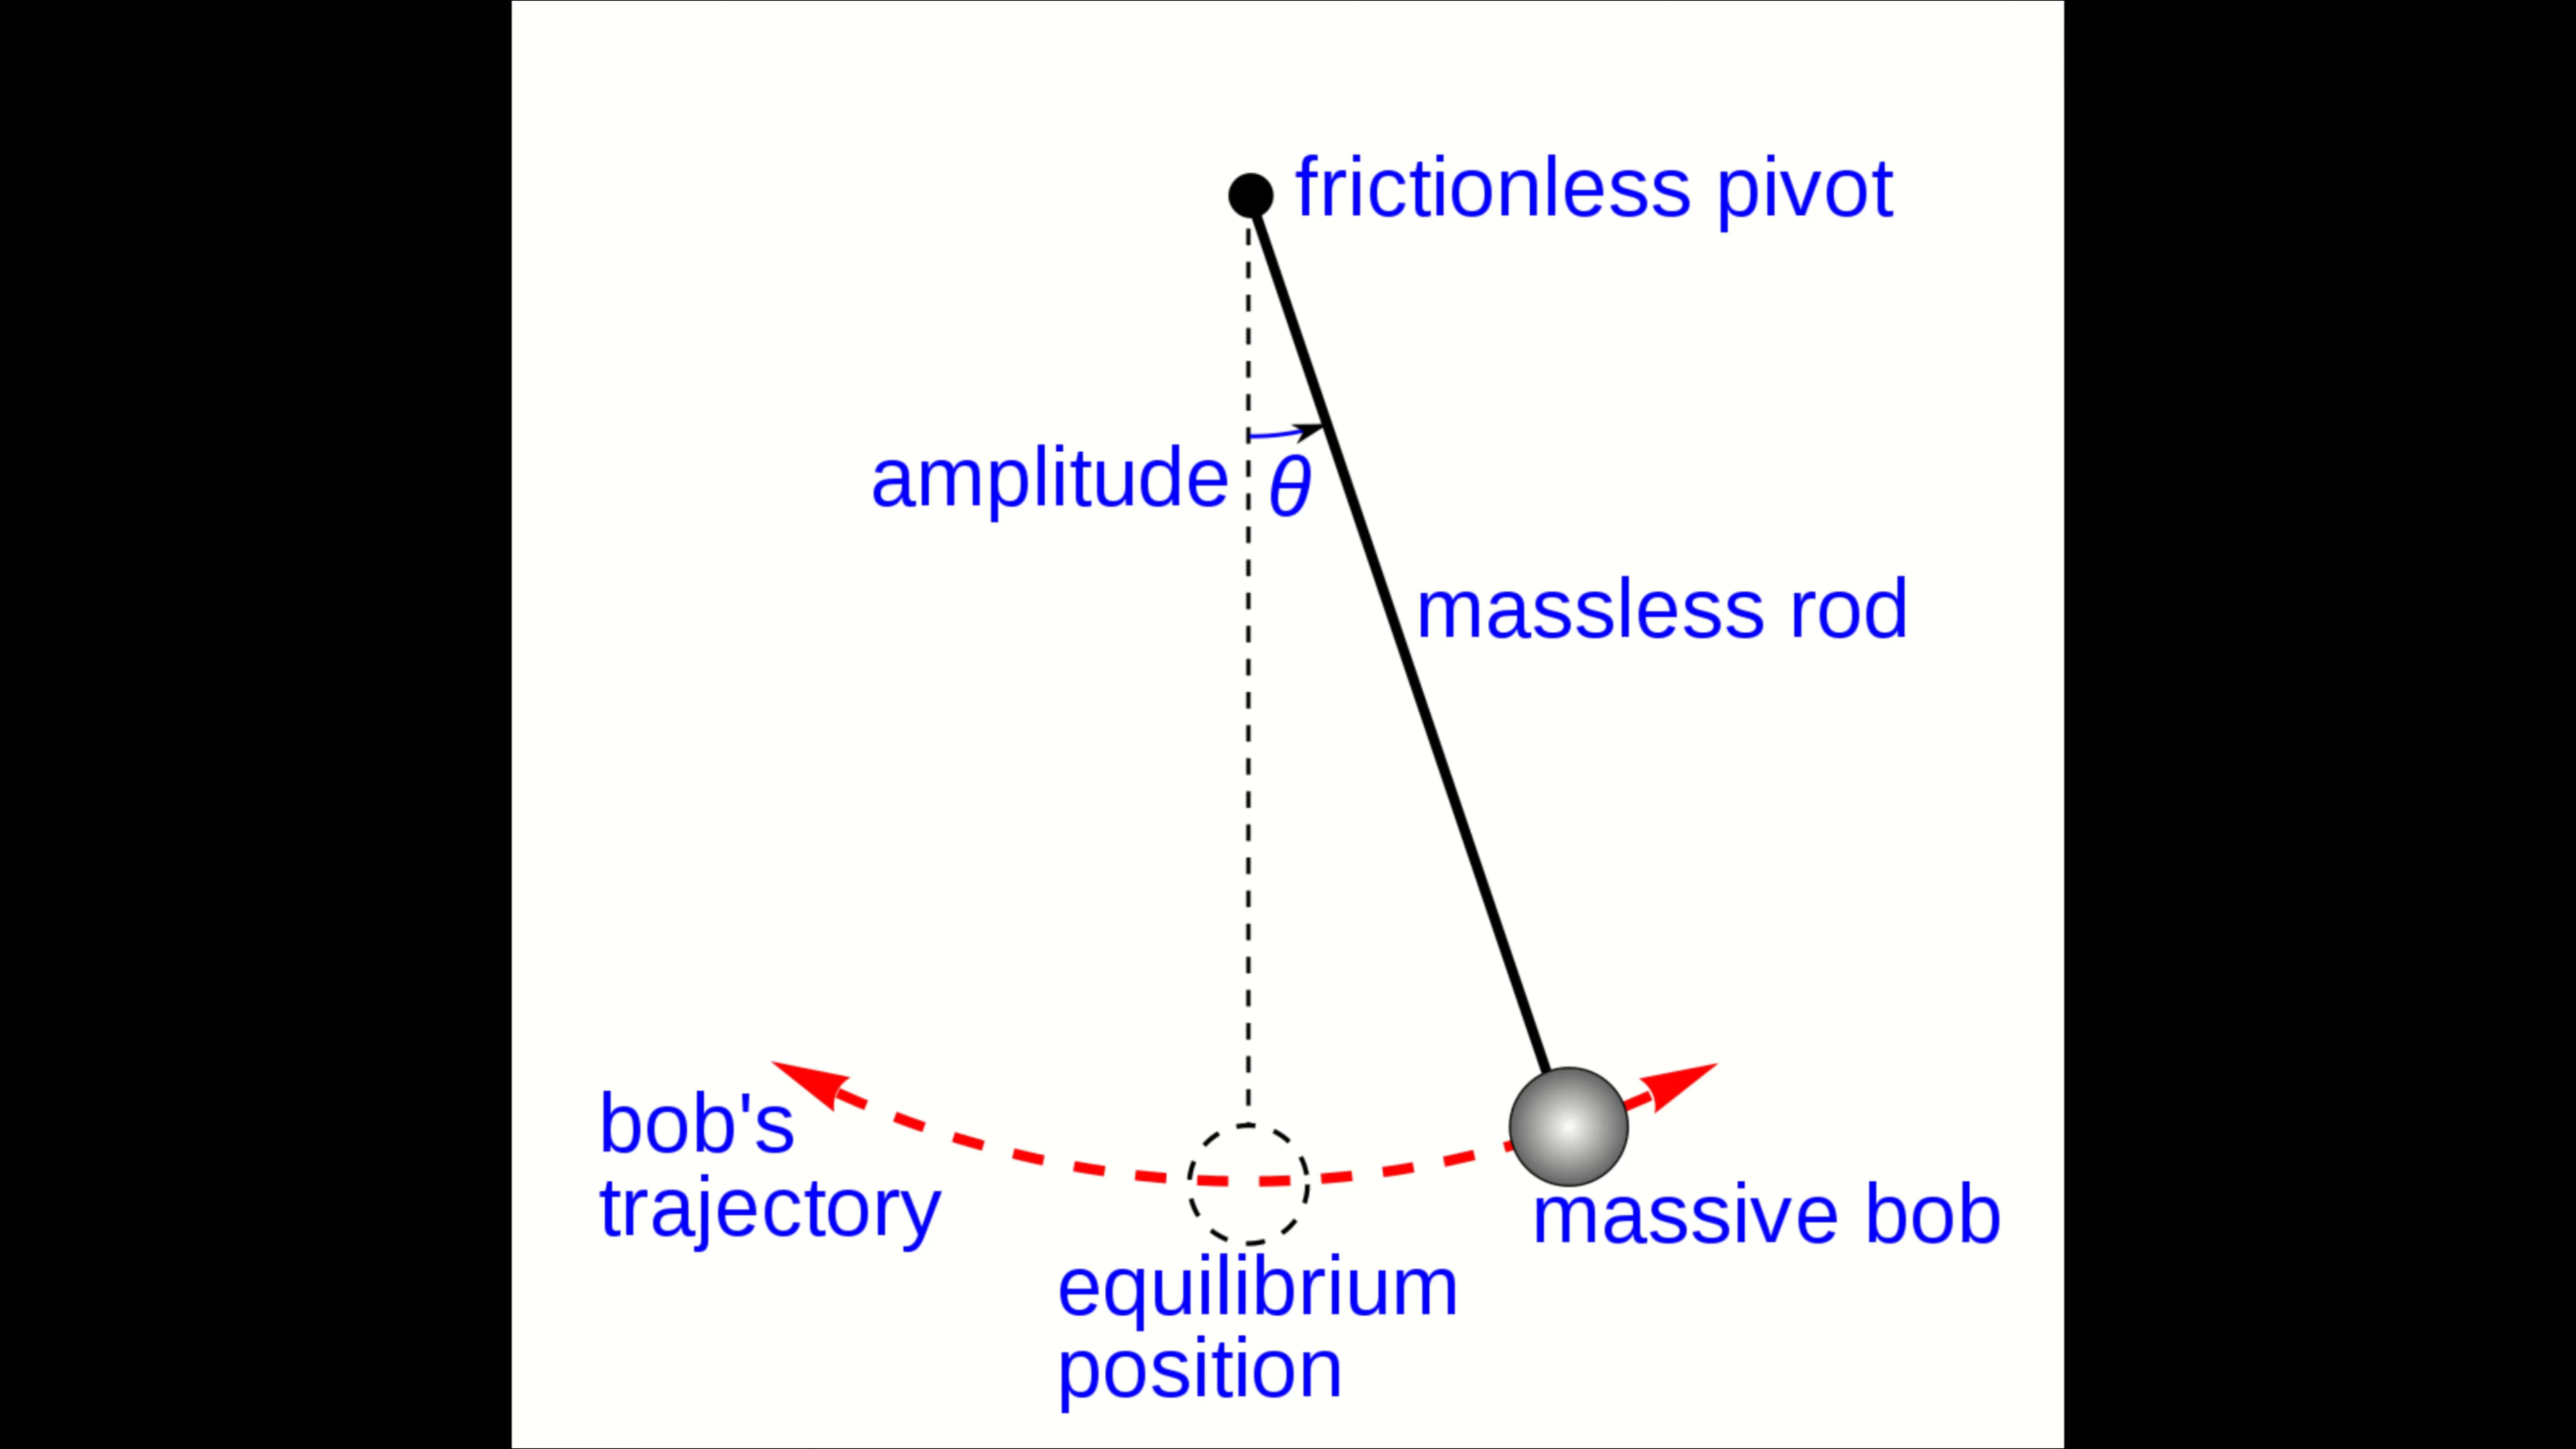 frictionless pivot
amplitude θ
massless rod
bob's
trajectory
massive bob
equilibrium
position